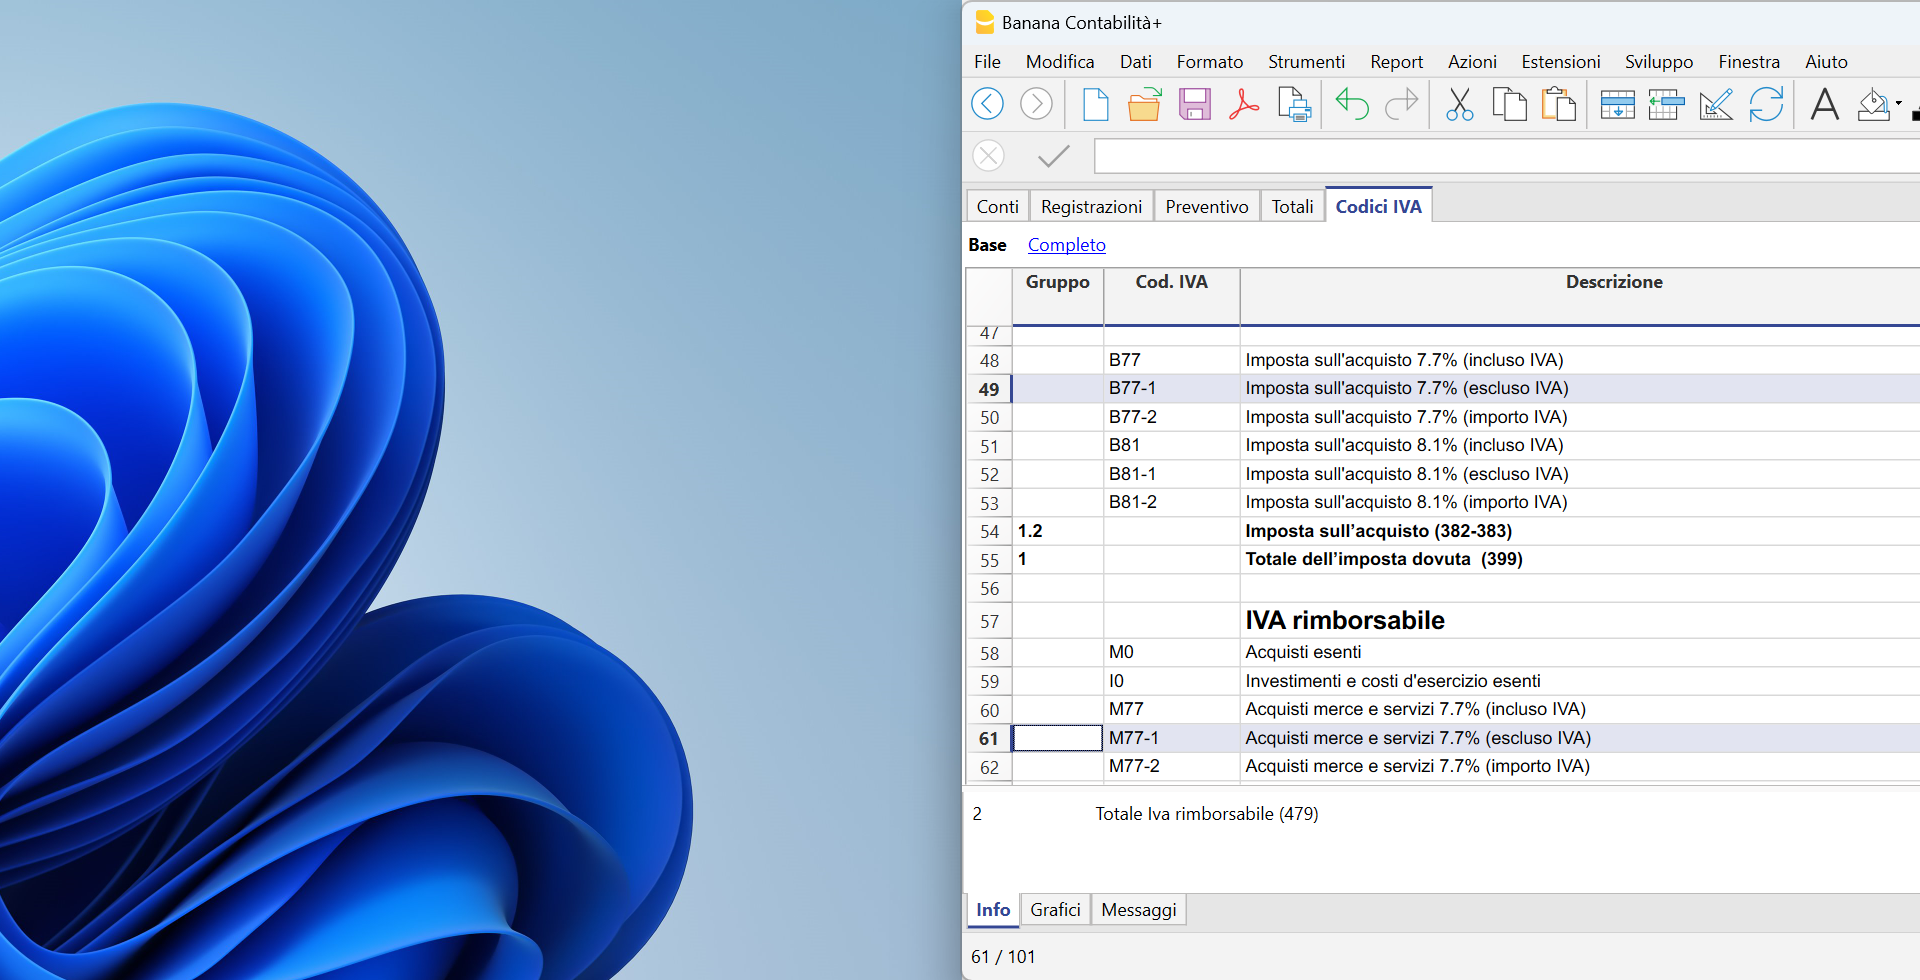 Banana Contabilità+
File Modifica Dati Formato Strumenti Report Azioni Estensioni Sviluppo Finestra Aiuto
Conti Registrazioni Preventivo Totali Codici IVA
Base Completo
Gruppo Cod. IVA Descrizione
47
48 B77 Imposta sull'acquisto 7.7% (incluso IVA)
49 B77-1 Imposta sull'acquisto 7.7% (escluso IVA)
50 B77-2 Imposta sull'acquisto 7.7% (importo IVA)
51 B81 Imposta sull'acquisto 8.1% (incluso IVA)
52 B81-1 Imposta sull'acquisto 8.1% (escluso IVA)
53 B81-2 Imposta sull'acquisto 8.1% (importo IVA)
54 1.2 Imposta sull’acquisto (382-383)
55 1 Totale dell’imposta dovuta (399)
56
57 IVA rimborsabile
58 M0 Acquisti esenti
59 I0 Investimenti e costi d'esercizio esenti
60 M77 Acquisti merce e servizi 7.7% (incluso IVA)
61 M77-1 Acquisti merce e servizi 7.7% (escluso IVA)
62 M77-2 Acquisti merce e servizi 7.7% (importo IVA)
2 Totale Iva rimborsabile (479)
Info Grafici Messaggi
61 / 101